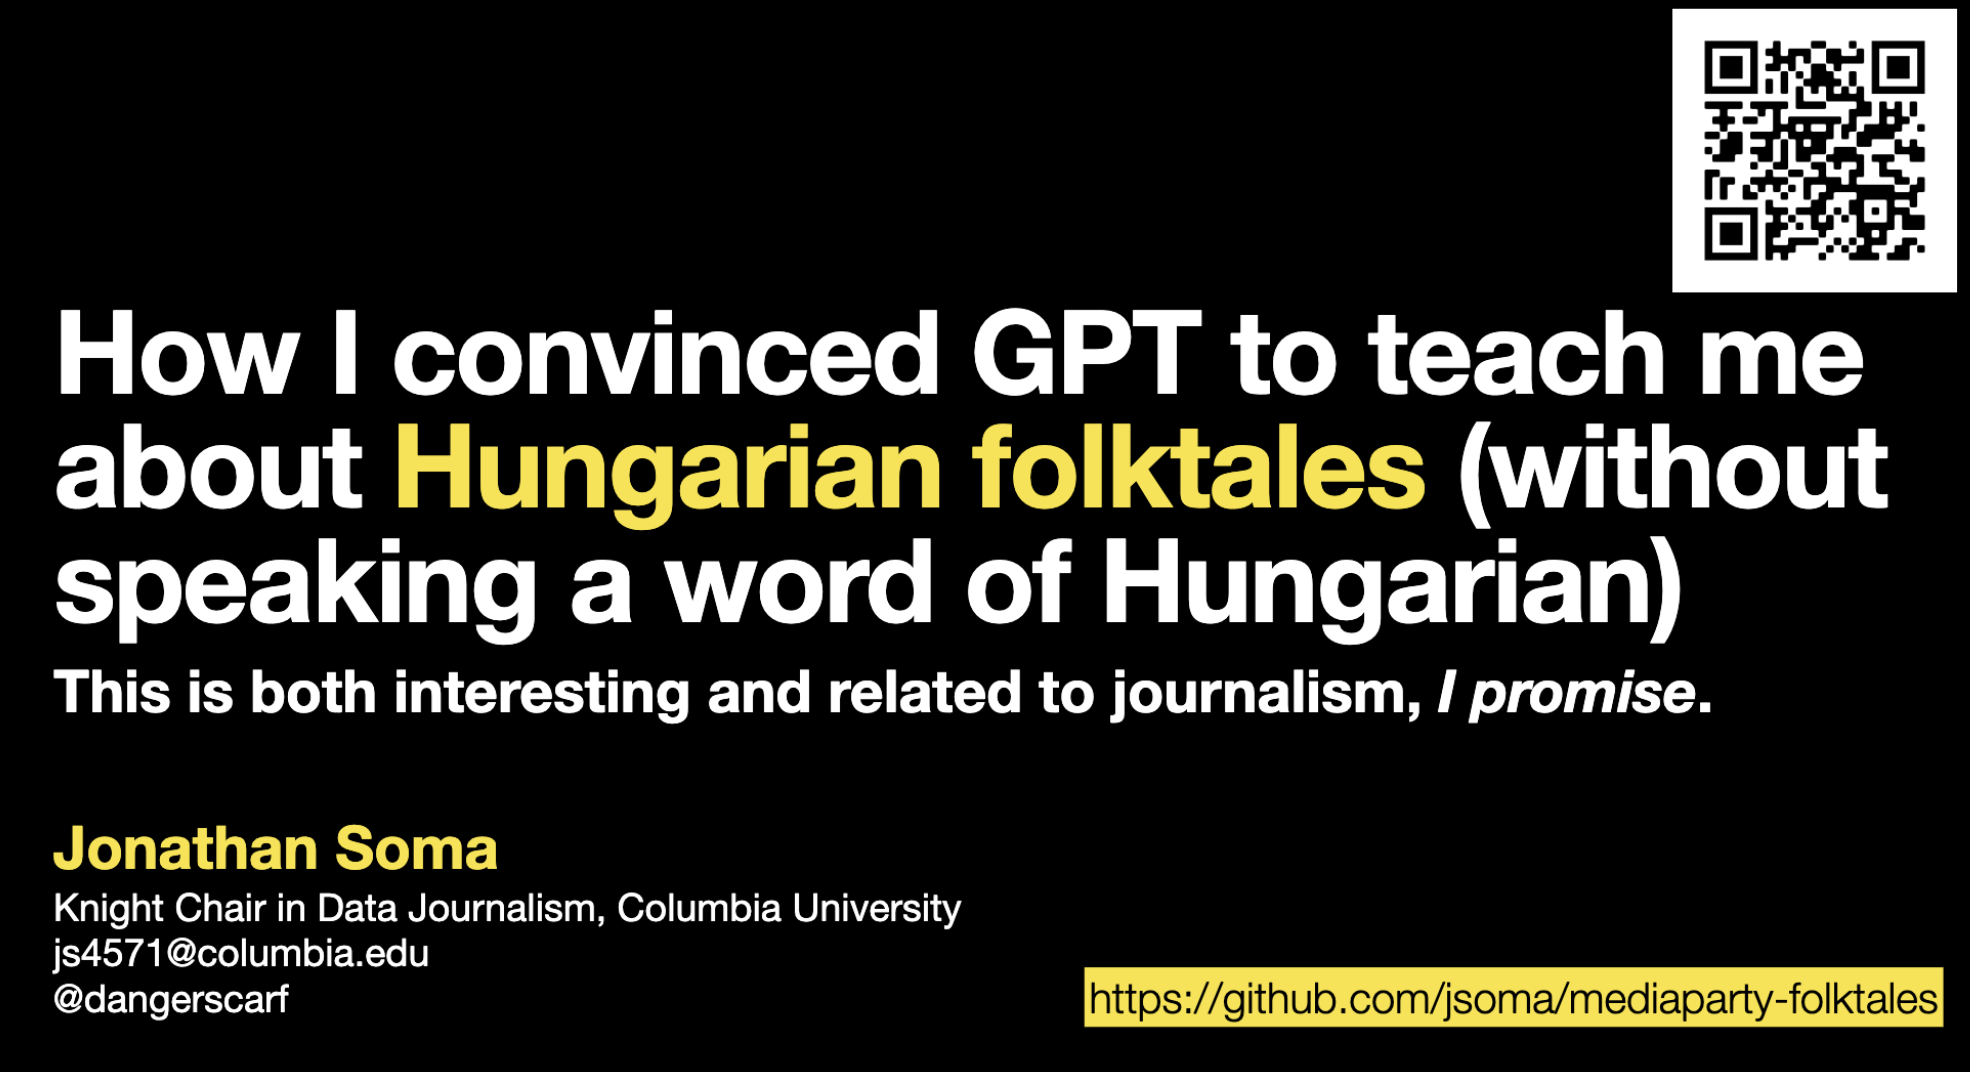 How I convinced GPT to teach me
about Hungarian folktales (without
speaking a word of Hungarian)
This is both interesting and related to journalism, I promise.
Jonathan Soma
Knight Chair in Data Journalism, Columbia University
js4571@columbia.edu
@dangerscarf
https://github.com/jsoma/mediaparty-folktales